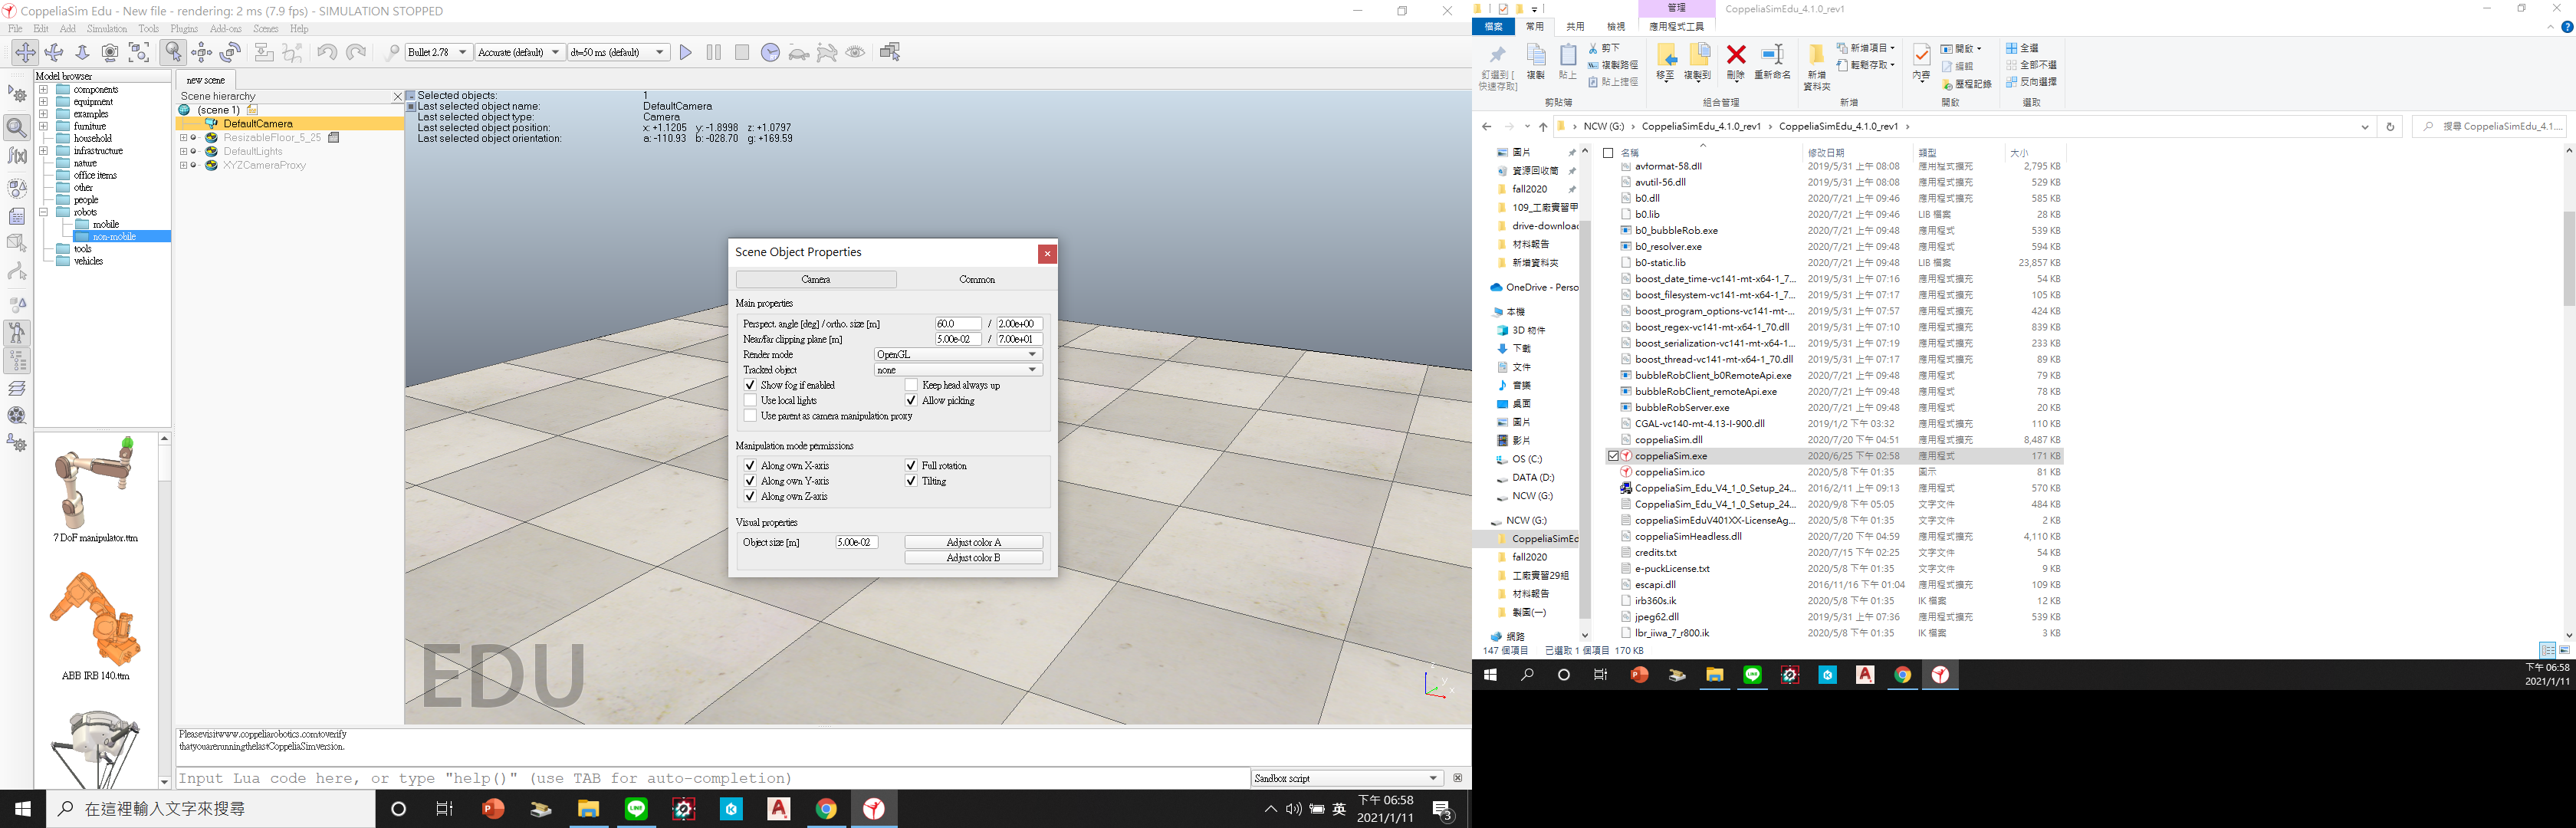 CoppeliaSim Edu - New file - rendering: 2 ms (7.9 fps) - SIMULATION STOPPED
File Edit Add Simulation Tools Plugins Add-ons Scenes Help
Bullet 2.78 Accurate (default) dt=50 ms (default)
Model browser
components
equipment
examples
furniture
household
infrastructure
nature
office items
other
people
robots
mobile
non-mobile
tools
vehicles
7 DoF manipulator.ttm
ABB IRB 140.ttm
new scene
Scene hierarchy
(scene 1)
DefaultCamera
ResizableFloor_5_25
DefaultLights
XYZCameraProxy
Selected objects: 1
Last selected object name: DefaultCamera
Last selected object type: Camera
Last selected object position: x: +1.1205 y: -1.8998 z: +1.0797
Last selected object orientation: a: -110.93 b: -028.70 g: +169.59
Scene Object Properties
Camera Common
Main properties
Perspect. angle [deg] / ortho. size [m] 60.0 / 2.00e+00
Near/far clipping plane [m] 5.00e-02 / 7.00e+01
Render mode OpenGL
Tracked object none
Show fog if enabled Keep head always up
Use local lights Allow picking
Use parent as camera manipulation proxy
Manipulation mode permissions
Along own X-axis Full rotation
Along own Y-axis Tilting
Along own Z-axis
Visual properties
Object size [m] 5.00e-02 Adjust color A
Adjust color B
EDU
z
y
x
Pleasevisitwww.coppeliarobotics.comtoverify
thatyouarerunningthelastCoppeliaSimversion.
Input Lua code here, or type "help()" (use TAB for auto-completion)
Sandbox script
在這裡輸入文字來搜尋
英
下午 06:58
2021/1/11
3
管理 CoppeliaSimEdu_4.1.0_rev1
檔案 常用 共用 檢視 應用程式工具
釘選到 [
快速存取]
複製
貼上
剪下
複製路徑
貼上捷徑
剪貼簿
移至
複製到
刪除
重新命名
組合管理
新增
資料夾
新增項目
輕鬆存取
新增
內容
開啟
編輯
歷程記錄
開啟
全選
全部不選
反向選擇
選取
NCW (G:) › CoppeliaSimEdu_4.1.0_rev1 › CoppeliaSimEdu_4.1.0_rev1 ›
搜尋 CoppeliaSimEdu_4.1....
圖片
資源回收筒
fall2020
109_工廠實習甲
drive-download
材料報告
新增資料夾
OneDrive - Perso
本機
3D 物件
下載
文件
音樂
桌面
圖片
影片
OS (C:)
DATA (D:)
NCW (G:)
NCW (G:)
CoppeliaSimEd
fall2020
工廠實習29組
材料報告
製圖(一)
網路
名稱 修改日期 類型 大小
avformat-58.dll 2019/5/31 上午 08:08 應用程式擴充 2,795 KB
avutil-56.dll 2019/5/31 上午 08:08 應用程式擴充 529 KB
b0.dll 2020/7/21 上午 09:46 應用程式擴充 585 KB
b0.lib 2020/7/21 上午 09:46 LIB 檔案 28 KB
b0_bubbleRob.exe 2020/7/21 上午 09:48 應用程式 539 KB
b0_resolver.exe 2020/7/21 上午 09:48 應用程式 594 KB
b0-static.lib 2020/7/21 上午 09:48 LIB 檔案 23,857 KB
boost_date_time-vc141-mt-x64-1_7... 2019/5/31 上午 07:16 應用程式擴充 54 KB
boost_filesystem-vc141-mt-x64-1_7... 2019/5/31 上午 07:17 應用程式擴充 105 KB
boost_program_options-vc141-mt-... 2019/5/31 上午 07:57 應用程式擴充 424 KB
boost_regex-vc141-mt-x64-1_70.dll 2019/5/31 上午 07:10 應用程式擴充 839 KB
boost_serialization-vc141-mt-x64-1... 2019/5/31 上午 07:19 應用程式擴充 233 KB
boost_thread-vc141-mt-x64-1_70.dll 2019/5/31 上午 07:17 應用程式擴充 89 KB
bubbleRobClient_b0RemoteApi.exe 2020/7/21 上午 09:48 應用程式 79 KB
bubbleRobClient_remoteApi.exe 2020/7/21 上午 09:48 應用程式 78 KB
bubbleRobServer.exe 2020/7/21 上午 09:48 應用程式 20 KB
CGAL-vc140-mt-4.13-I-900.dll 2019/1/2 下午 03:32 應用程式擴充 110 KB
coppeliaSim.dll 2020/7/20 下午 04:51 應用程式擴充 8,487 KB
coppeliaSim.exe 2020/6/25 下午 02:58 應用程式 171 KB
coppeliaSim.ico 2020/5/8 下午 01:35 圖示 81 KB
CoppeliaSim_Edu_V4_1_0_Setup_24... 2016/2/11 上午 09:13 應用程式 570 KB
CoppeliaSim_Edu_V4_1_0_Setup_24... 2020/9/8 下午 05:05 文字文件 484 KB
coppeliaSimEduV401XX-LicenseAg... 2020/5/8 下午 01:35 文字文件 2 KB
coppeliaSimHeadless.dll 2020/7/20 下午 04:59 應用程式擴充 4,110 KB
credits.txt 2020/7/15 下午 02:25 文字文件 54 KB
e-puckLicense.txt 2020/5/8 下午 01:35 文字文件 9 KB
escapi.dll 2016/11/16 下午 01:04 應用程式擴充 109 KB
irb360s.ik 2020/5/8 下午 01:35 IK 檔案 12 KB
jpeg62.dll 2019/5/31 上午 07:36 應用程式擴充 539 KB
lbr_iiwa_7_r800.ik 2020/5/8 下午 01:35 IK 檔案 3 KB
147 個項目 已選取 1 個項目 170 KB
下午 06:58
2021/1/11